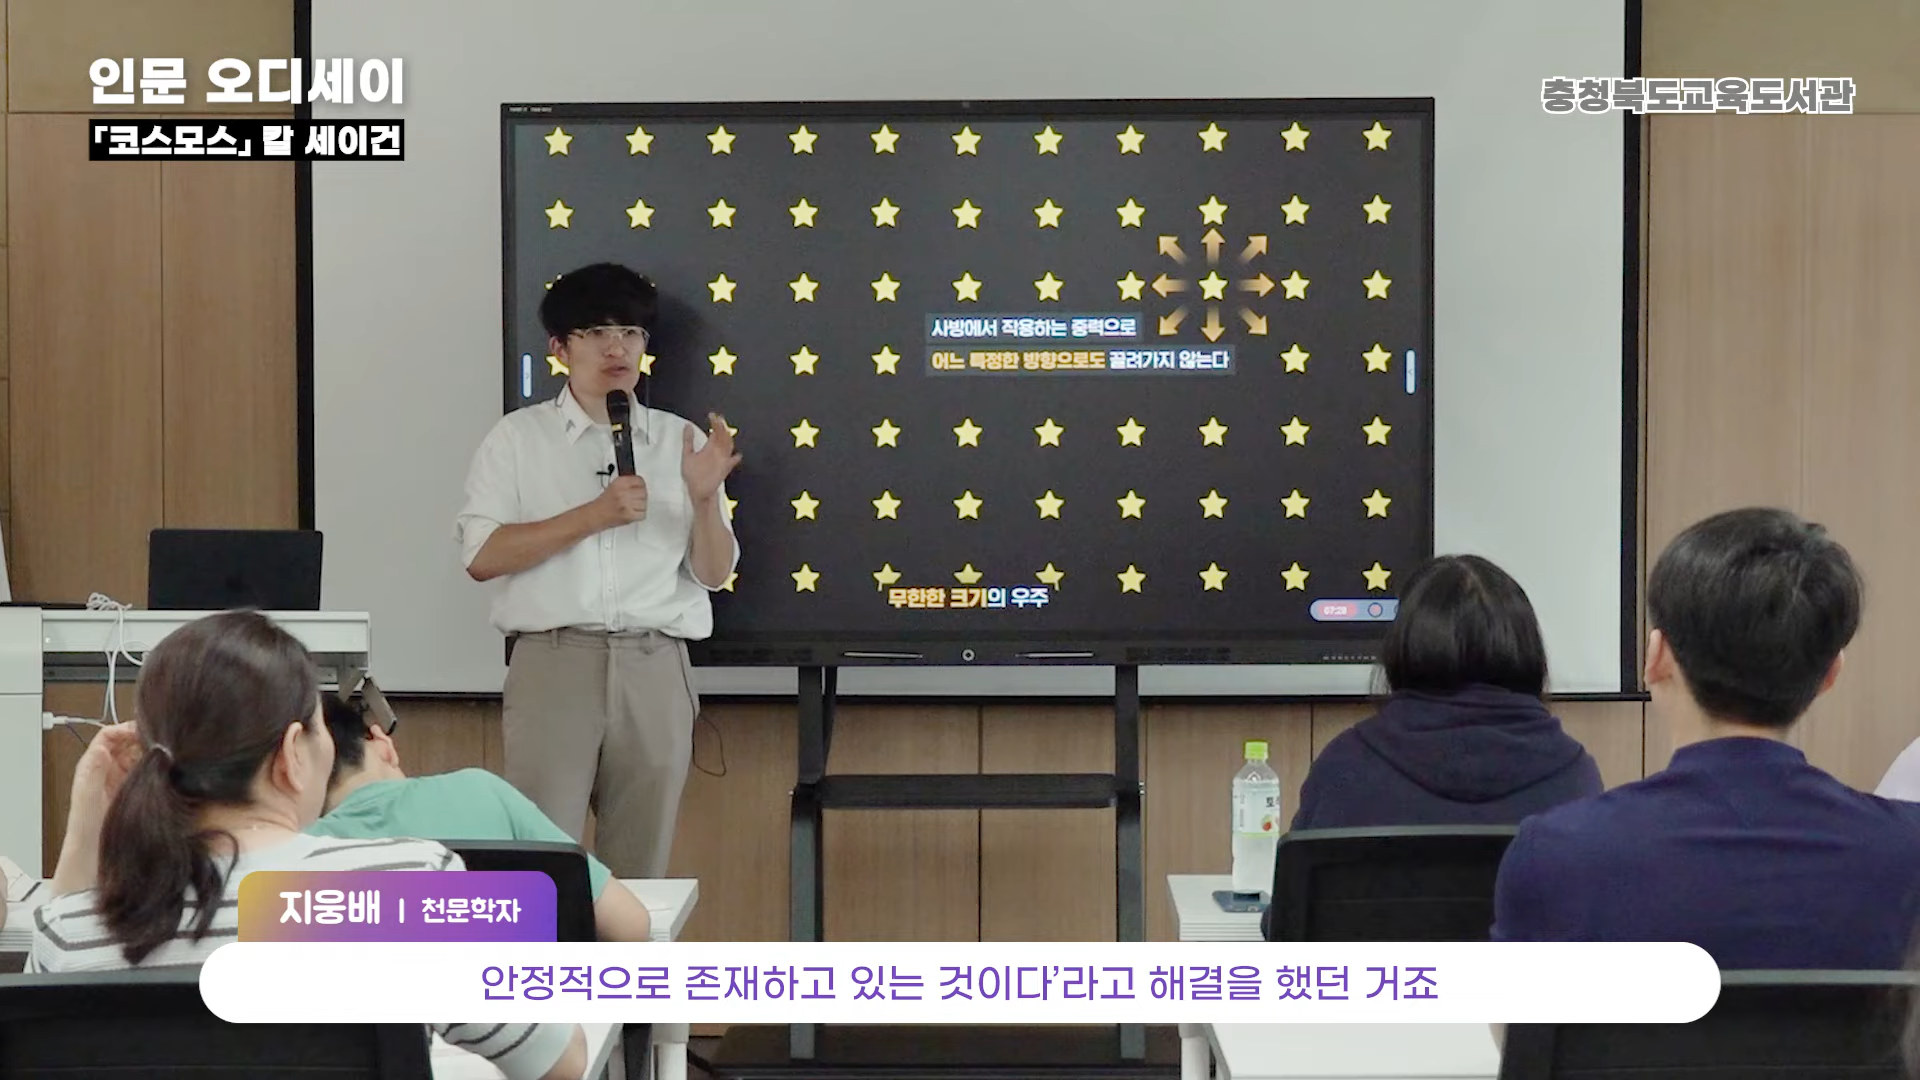 인문 오디세이
「코스모스」 칼 세이건
충청북도교육도서관
사방에서 작용하는 중력으로
어느 특정한 방향으로도 끌려가지 않는다
무한한 크기의 우주
07:28
지웅배 | 천문학자
안정적으로 존재하고 있는 것이다’라고 해결을 했던 거죠